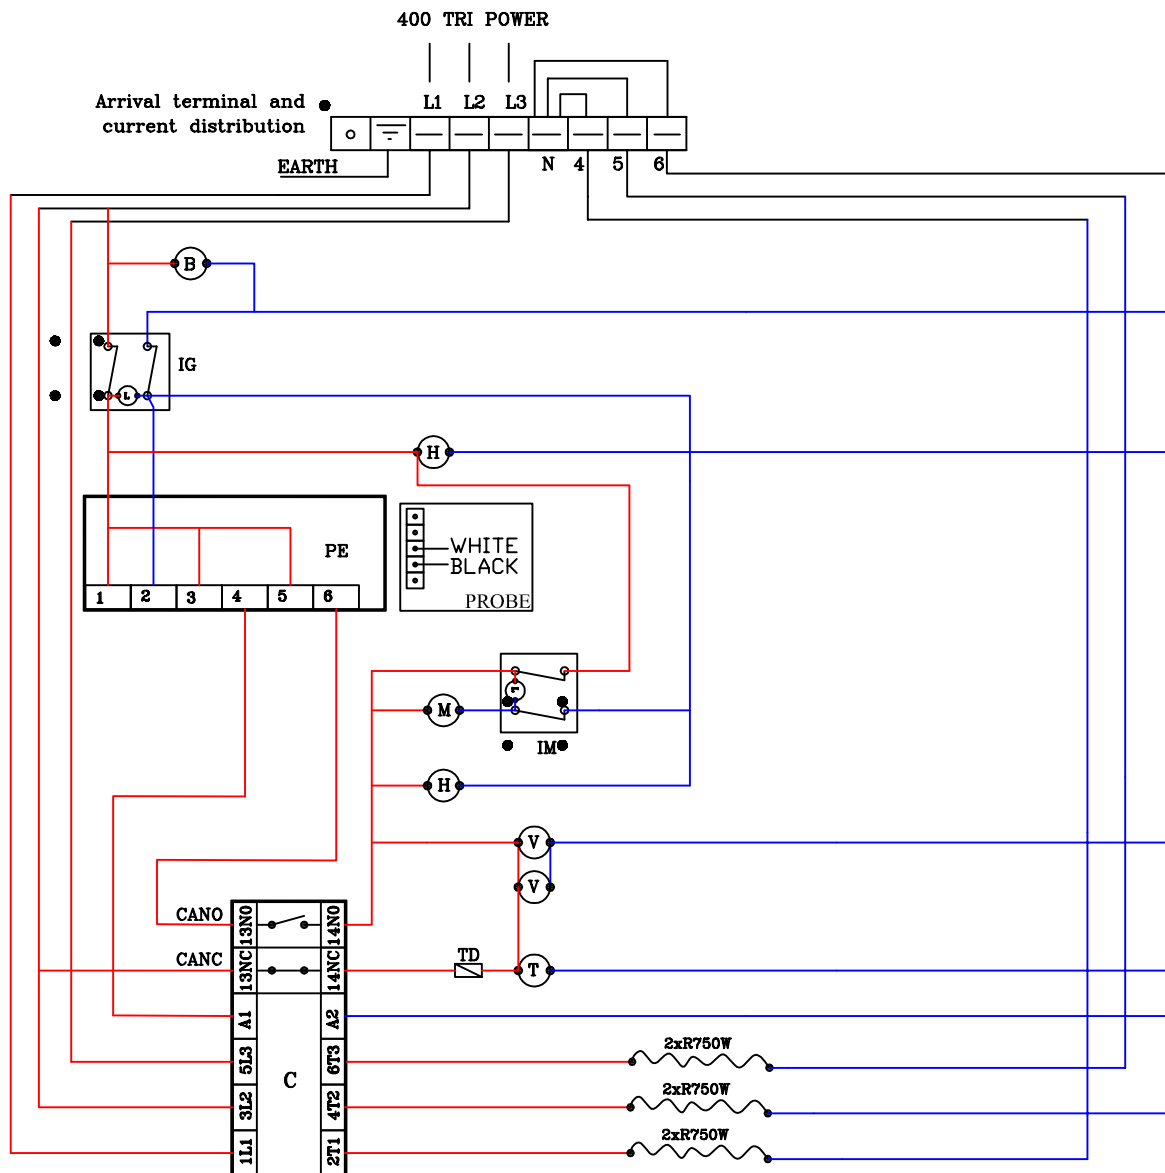 400 TRI POWER
L1 L2 L3
Arrival terminal and
current distribution
EARTH
N 4 5 6
B
IG
L
H
PE
WHITE
BLACK
PROBE
1 2 3 4 5 6
L
M
IM
H
V
V
CANO 13NO 14NO
CANC 13NC 14NC TD T
A1 A2
5L3 6T3 2xR750W
C
3L2 4T2 2xR750W
1L1 2T1 2xR750W